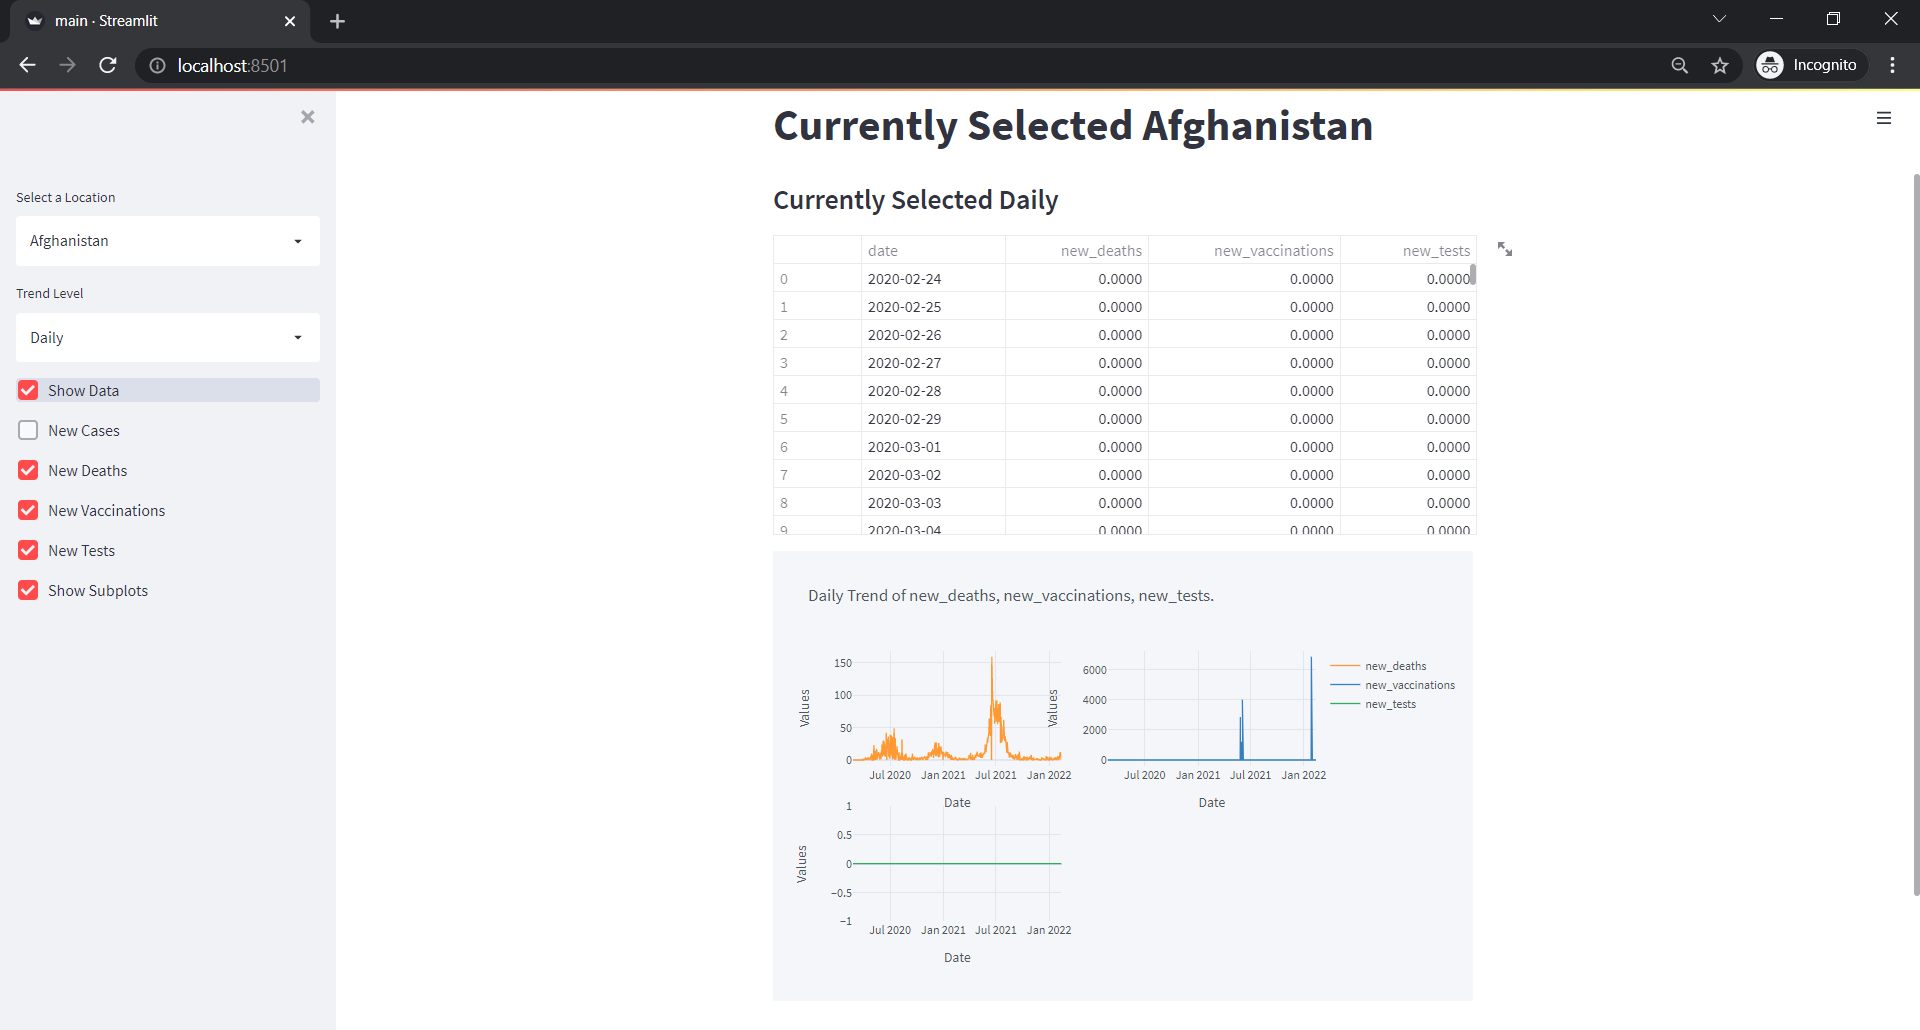 main · Streamlit
localhost:8501
Incognito
Select a Location
Afghanistan
Trend Level
Daily
Show Data
New Cases
New Deaths
New Vaccinations
New Tests
Show Subplots
Currently Selected Afghanistan
Currently Selected Daily
date new_deaths new_vaccinations new_tests
0 2020-02-24 0.0000 0.0000 0.0000
1 2020-02-25 0.0000 0.0000 0.0000
2 2020-02-26 0.0000 0.0000 0.0000
3 2020-02-27 0.0000 0.0000 0.0000
4 2020-02-28 0.0000 0.0000 0.0000
5 2020-02-29 0.0000 0.0000 0.0000
6 2020-03-01 0.0000 0.0000 0.0000
7 2020-03-02 0.0000 0.0000 0.0000
8 2020-03-03 0.0000 0.0000 0.0000
9 2020-03-04 0.0000 0.0000 0.0000
Daily Trend of new_deaths, new_vaccinations, new_tests.
150
100
50
0
Values
Jul 2020 Jan 2021 Jul 2021 Jan 2022
Date
6000
4000
2000
0
Values
Jul 2020 Jan 2021 Jul 2021 Jan 2022
Date
new_deaths
new_vaccinations
new_tests
1
0.5
0
−0.5
−1
Values
Jul 2020 Jan 2021 Jul 2021 Jan 2022
Date